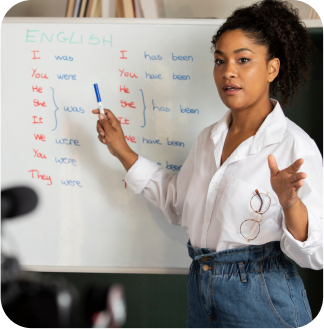 ENGLISH
I was
You were
He
she was
It
We were
You were
They were
I has been
You have been
He
she has been
It
have been
been